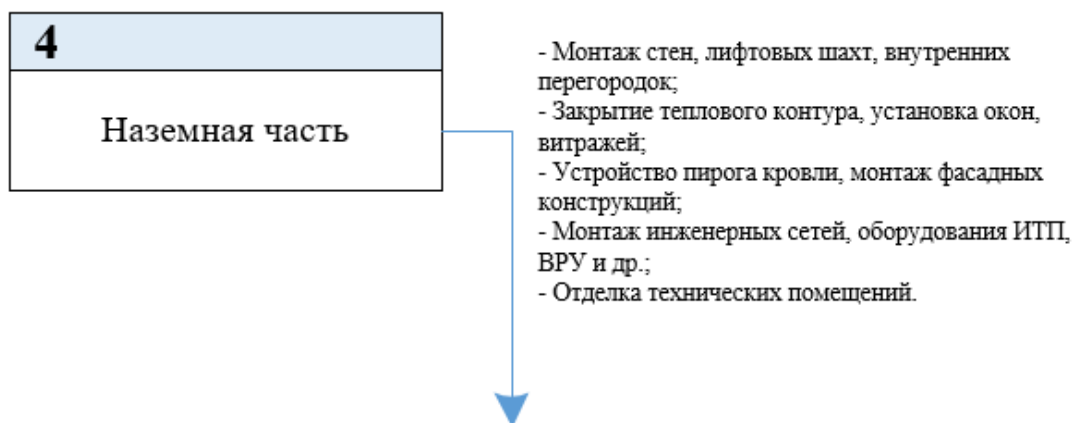 4
Наземная часть
- Монтаж стен, лифтовых шахт, внутренних
перегородок;
- Закрытие теплового контура, установка окон,
витражей;
- Устройство пирога кровли, монтаж фасадных
конструкций;
- Монтаж инженерных сетей, оборудования ИТП,
ВРУ и др.;
- Отделка технических помещений.